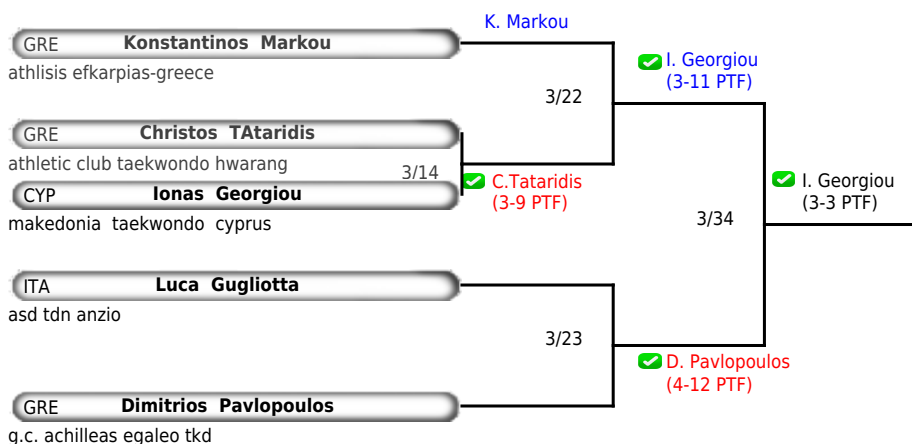 K. Markou
GRE Konstantinos Markou
athlisis efkarpias-greece
I. Georgiou
(3-11 PTF)
3/22
GRE Christos TAtaridis
athletic club taekwondo hwarang
3/14
C.Tataridis
(3-9 PTF)
I. Georgiou
(3-3 PTF)
CYP Ionas Georgiou
makedonia taekwondo cyprus
3/34
ITA Luca Gugliotta
asd tdn anzio
3/23
D. Pavlopoulos
(4-12 PTF)
GRE Dimitrios Pavlopoulos
g.c. achilleas egaleo tkd